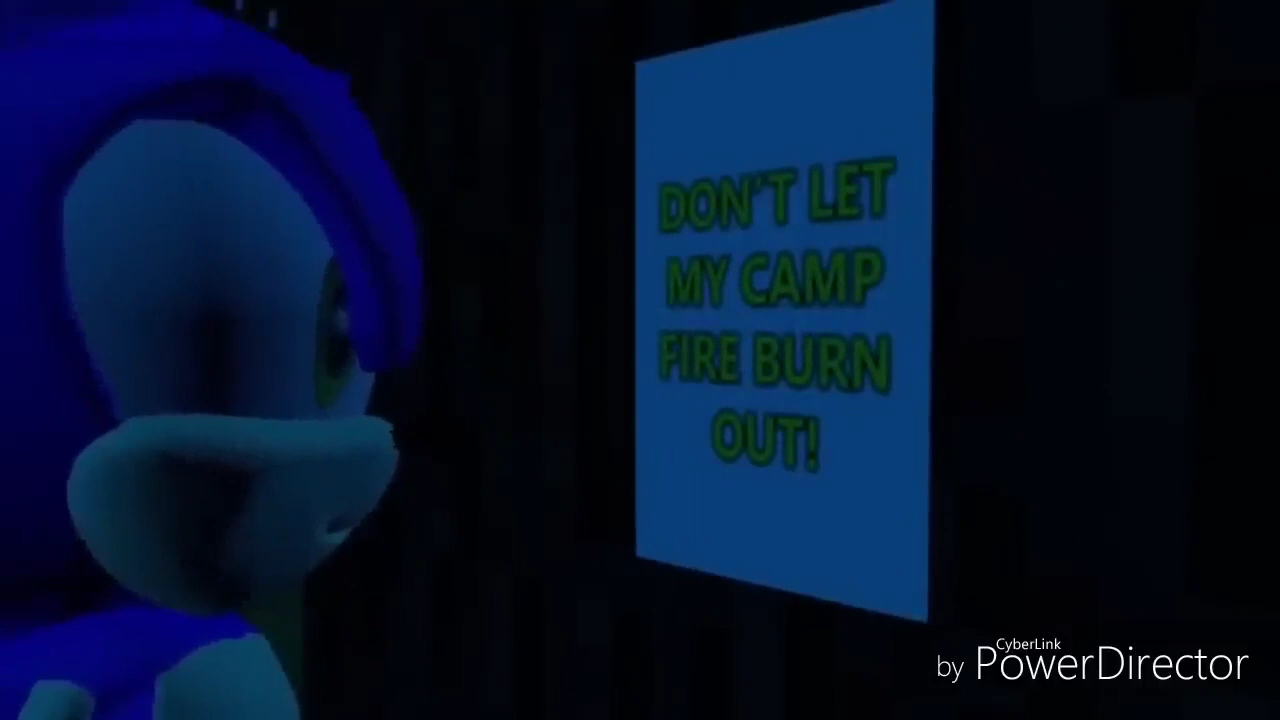 DON'T LET
MY CAMP
FIRE BURN
OUT!
CyberLink
by PowerDirector